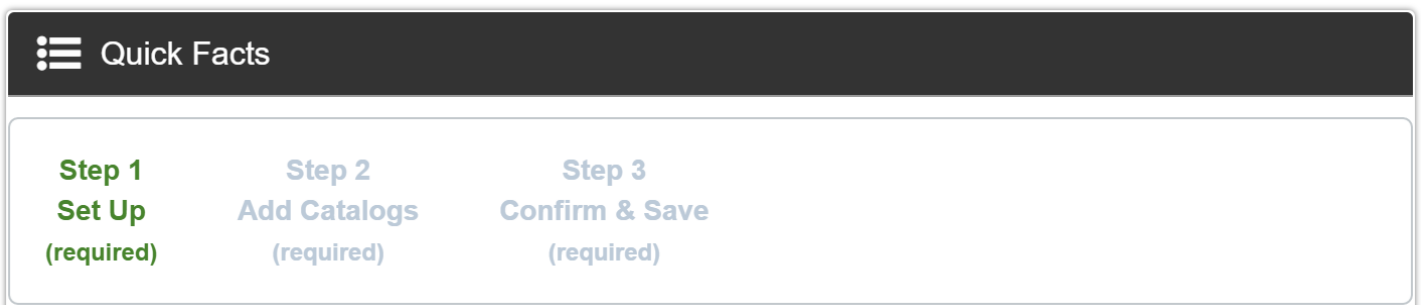 Quick Facts
Step 1
Set Up
(required)
Step 2
Add Catalogs
(required)
Step 3
Confirm & Save
(required)